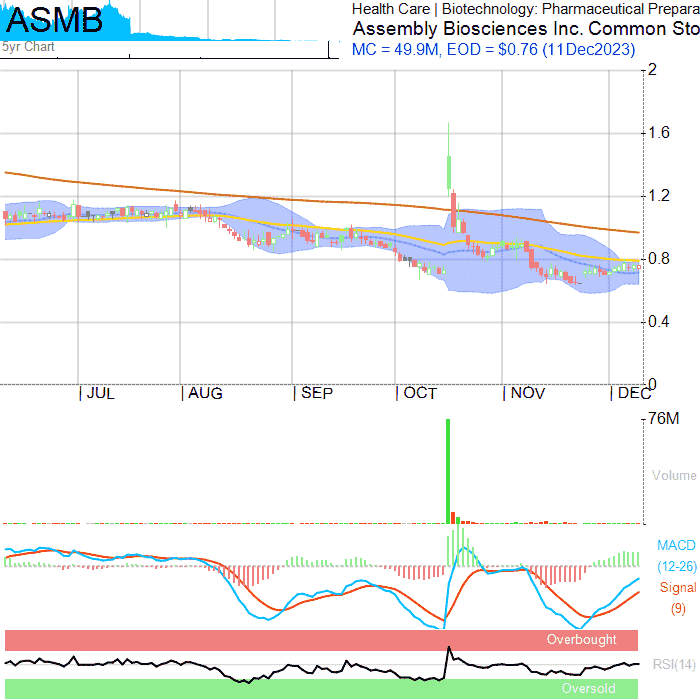 ASMB
5yr Chart
Health Care | Biotechnology: Pharmaceutical Prepara
Assembly Biosciences Inc. Common Sto
MC = 49.9M, EOD = $0.76 (11Dec2023)
2
1.6
1.2
0.8
0.4
0
| JUL | AUG | SEP | OCT | NOV | DEC
76M
Volume
MACD
(12-26)
Signal
(9)
Overbought
RSI(14)
Oversold